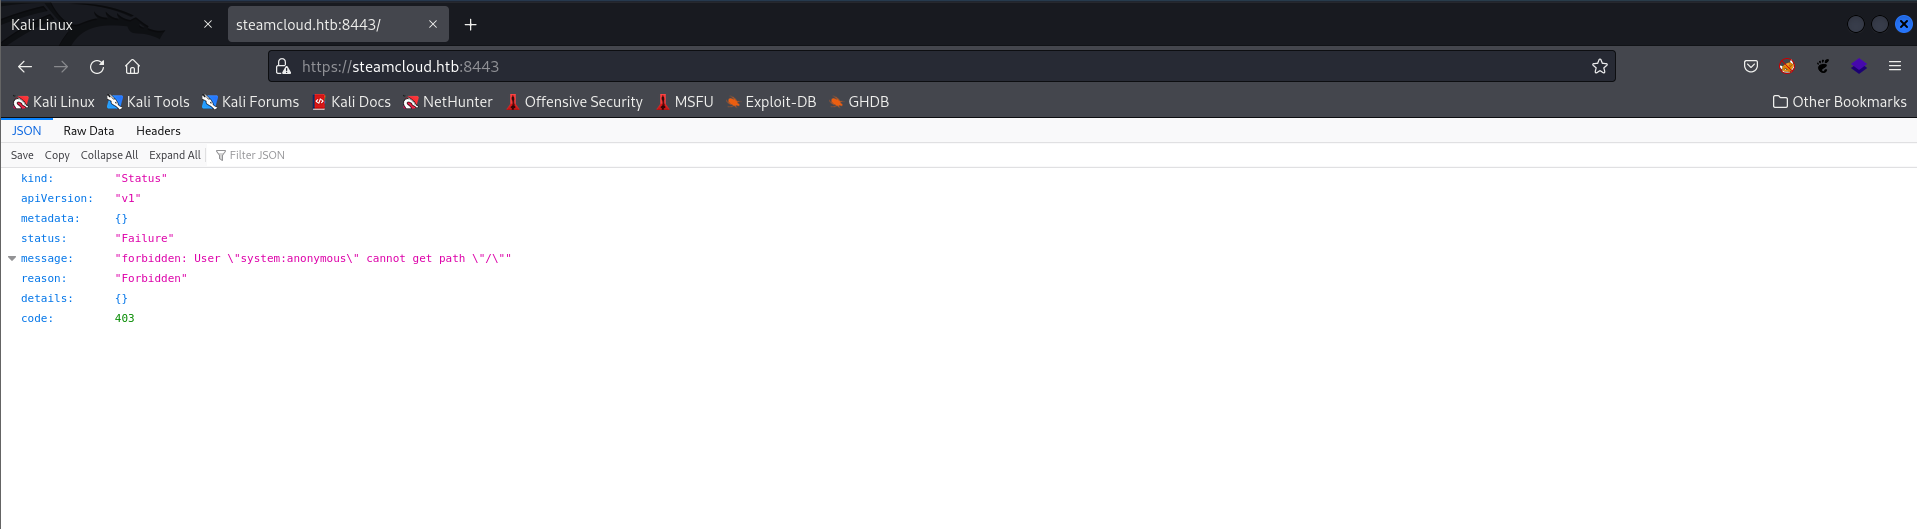 Kali Linux
steamcloud.htb:8443/
https://steamcloud.htb:8443
Kali Linux Kali Tools Kali Forums Kali Docs NetHunter Offensive Security MSFU Exploit-DB GHDB Other Bookmarks
JSON Raw Data Headers
Save Copy Collapse All Expand All Filter JSON
kind: "Status"
apiVersion: "v1"
metadata: {}
status: "Failure"
message: "forbidden: User \"system:anonymous\" cannot get path \"/\""
reason: "Forbidden"
details: {}
code: 403